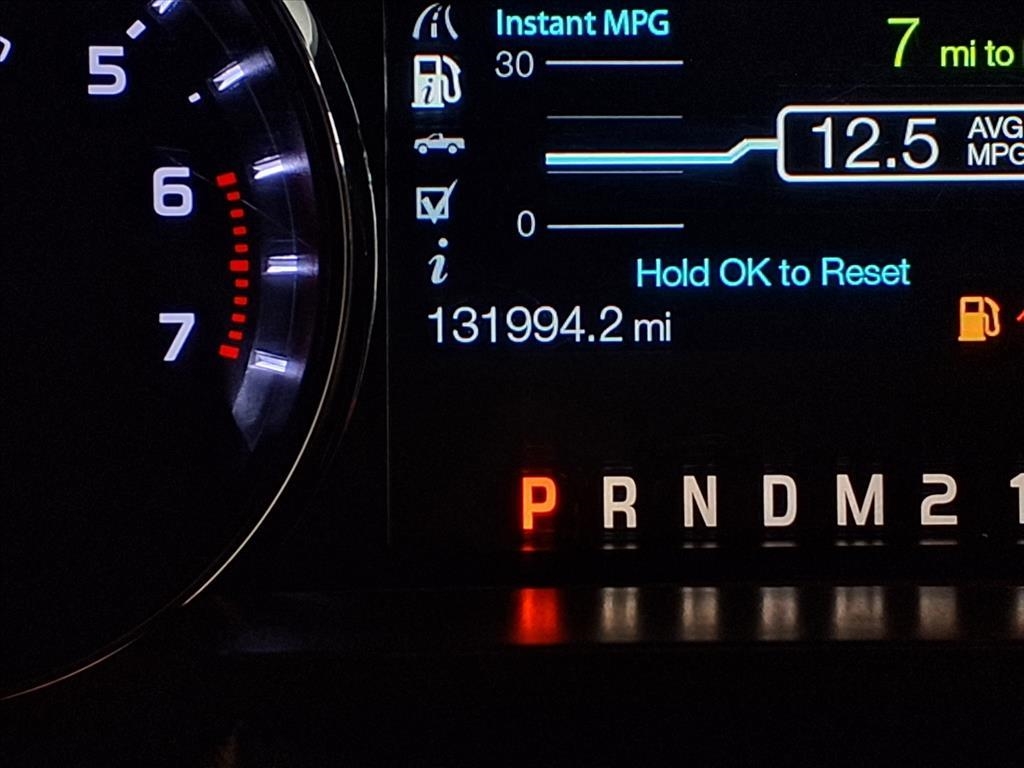 5
6
7
Instant MPG
30
0
7 mi to
12.5 AVG
MPG
Hold OK to Reset
i
131994.2 mi
P R N D M 2 1